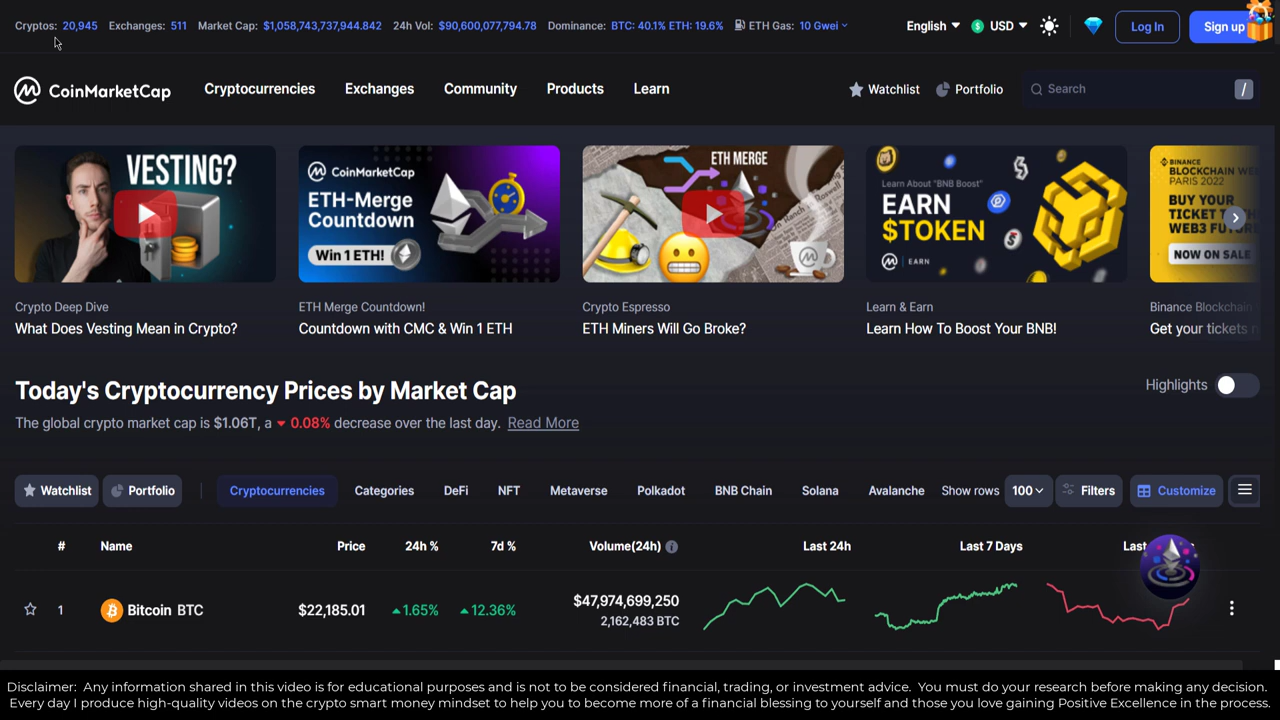 Cryptos: 20,945 Exchanges: 511 Market Cap: $1,058,743,737,944.842 24h Vol: $90,600,077,794.78 Dominance: BTC: 40.1% ETH: 19.6% ETH Gas: 10 Gwei English USD Log In Sign up
CoinMarketCap Cryptocurrencies Exchanges Community Products Learn Watchlist Portfolio Search /
VESTING?
CoinMarketCap
ETH-Merge
Countdown
Win 1 ETH!
ETH MERGE
Learn About "BNB Boost"
EARN
$TOKEN
EARN
BINANCE
BLOCKCHAIN WE
PARIS 2022
BUY YOUR
TICKET T
WEB3 FUTU
NOW ON SALE
Crypto Deep Dive
What Does Vesting Mean in Crypto?
ETH Merge Countdown!
Countdown with CMC & Win 1 ETH
Crypto Espresso
ETH Miners Will Go Broke?
Learn & Earn
Learn How To Boost Your BNB!
Binance Blockchain
Get your tickets
Today's Cryptocurrency Prices by Market Cap Highlights
The global crypto market cap is $1.06T, a 0.08% decrease over the last day. Read More
Watchlist Portfolio Cryptocurrencies Categories DeFi NFT Metaverse Polkadot BNB Chain Solana Avalanche Show rows 100 Filters Customize
# Name Price 24h % 7d % Volume(24h) Last 24h Last 7 Days Last
1 Bitcoin BTC $22,185.01 1.65% 12.36% $47,974,699,250
2,162,483 BTC
Disclaimer: Any information shared in this video is for educational purposes and is not to be considered financial, trading, or investment advice. You must do your research before making any decision.
Every day I produce high-quality videos on the crypto smart money mindset to help you to become more of a financial blessing to yourself and those you love gaining Positive Excellence in the process.